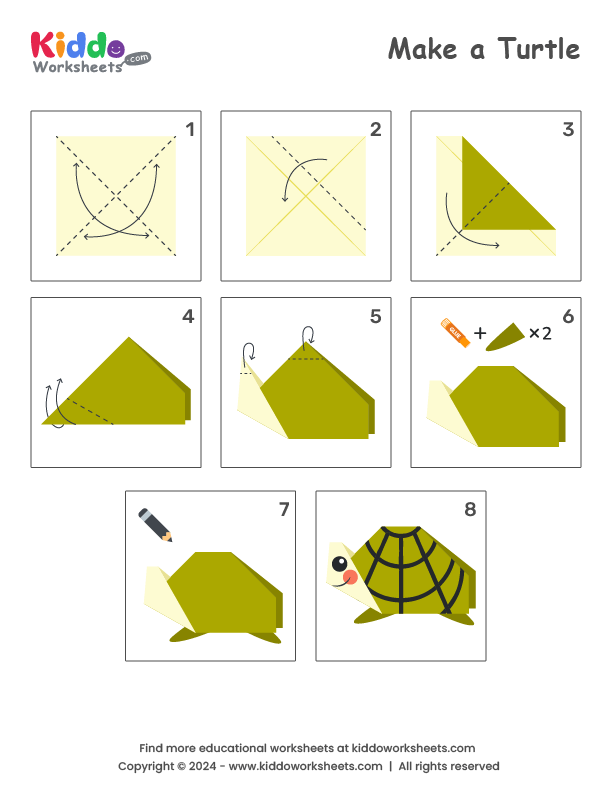 Kiddo
Worksheets .com
Make a Turtle
1
2
3
4
5
6
GLUE
+ ×2
7
8
Find more educational worksheets at kiddoworksheets.com
Copyright © 2024 - www.kiddoworksheets.com | All rights reserved